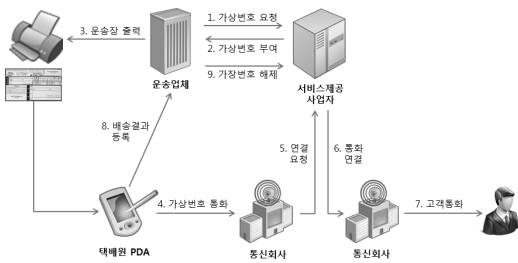 1. 가상번호 요청
3. 운송장 출력
2. 가상번호 부여
9. 가장번호 해제
운송업체
서비스제공
사업자
8. 배송결과
등록
5. 연결
요청
6. 통화
연결
4. 가상번호 통화
7. 고객통화
택배원 PDA
통신회사
통신회사